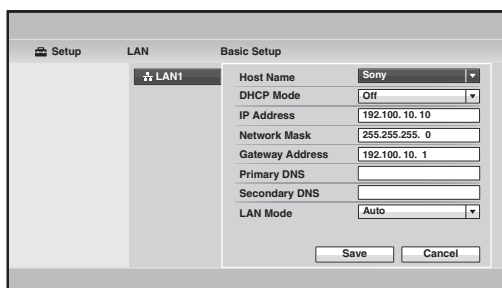 Setup LAN Basic Setup
LAN1
Host Name Sony
DHCP Mode Off
IP Address 192.100. 10. 10
Network Mask 255.255.255. 0
Gateway Address 192.100. 10. 1
Primary DNS
Secondary DNS
LAN Mode Auto
Save Cancel